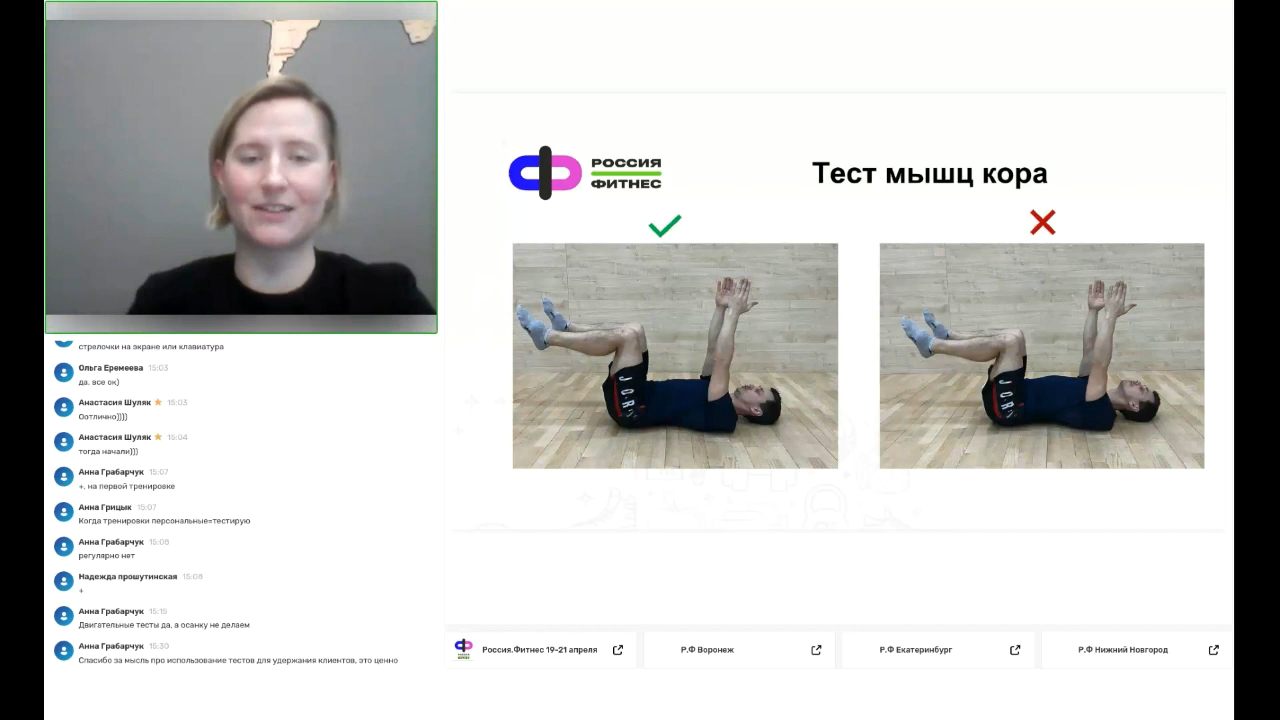 стрелочки на экране или клавиатура
Ольга Еремеева 15:03
да, все ок)
Анастасия Шуляк 15:03
Оотлично))))
Анастасия Шуляк 15:04
тогда начали)))
Анна Грабарчук 15:07
+, на первой тренировке
Анна Грицык 15:07
Когда тренировки персональные=тестирую
Анна Грабарчук 15:08
регулярно нет
Надежда прошутинская 15:08
+
Анна Грабарчук 15:15
Двигательные тесты да, а осанку не делаем
Анна Грабарчук 15:30
Спасибо за мысль про использование тестов для удержания клиентов, это ценно
РОССИЯ
ФИТНЕС
Тест мышц кора
Россия.Фитнес 19-21 апреля
Р.Ф Воронеж
Р.Ф Екатеринбург
Р.Ф Нижний Новгород